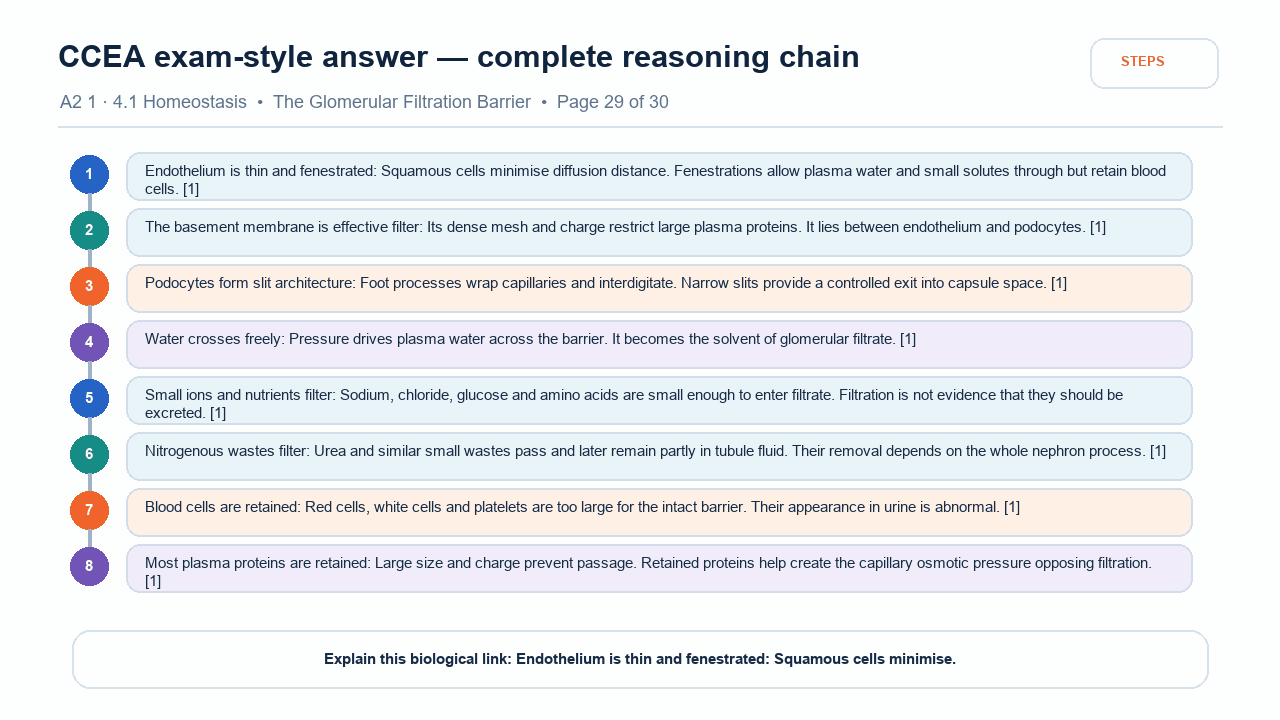 CCEA exam-style answer — complete reasoning chain
STEPS
A2 1 · 4.1 Homeostasis • The Glomerular Filtration Barrier • Page 29 of 30
1
Endothelium is thin and fenestrated: Squamous cells minimise diffusion distance. Fenestrations allow plasma water and small solutes through but retain blood
cells. [1]
2
The basement membrane is effective filter: Its dense mesh and charge restrict large plasma proteins. It lies between endothelium and podocytes. [1]
3
Podocytes form slit architecture: Foot processes wrap capillaries and interdigitate. Narrow slits provide a controlled exit into capsule space. [1]
4
Water crosses freely: Pressure drives plasma water across the barrier. It becomes the solvent of glomerular filtrate. [1]
5
Small ions and nutrients filter: Sodium, chloride, glucose and amino acids are small enough to enter filtrate. Filtration is not evidence that they should be
excreted. [1]
6
Nitrogenous wastes filter: Urea and similar small wastes pass and later remain partly in tubule fluid. Their removal depends on the whole nephron process. [1]
7
Blood cells are retained: Red cells, white cells and platelets are too large for the intact barrier. Their appearance in urine is abnormal. [1]
8
Most plasma proteins are retained: Large size and charge prevent passage. Retained proteins help create the capillary osmotic pressure opposing filtration.
[1]
Explain this biological link: Endothelium is thin and fenestrated: Squamous cells minimise.